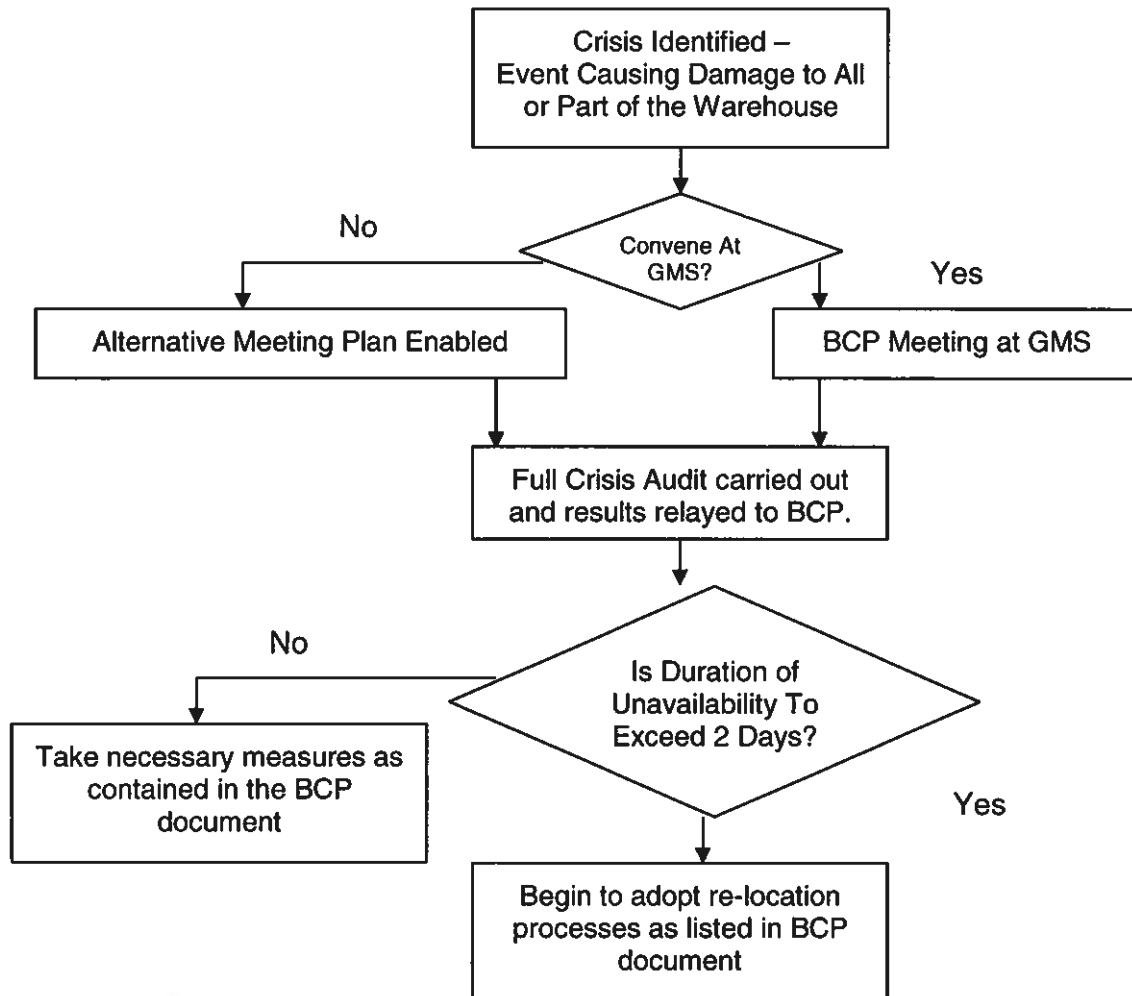 Crisis Identified –
Event Causing Damage to All
or Part of the Warehouse
No
Convene At
GMS?
Yes
Alternative Meeting Plan Enabled
BCP Meeting at GMS
Full Crisis Audit carried out
and results relayed to BCP.
No
Is Duration of
Unavailability To
Exceed 2 Days?
Take necessary measures as
contained in the BCP
document
Yes
Begin to adopt re-location
processes as listed in BCP
document